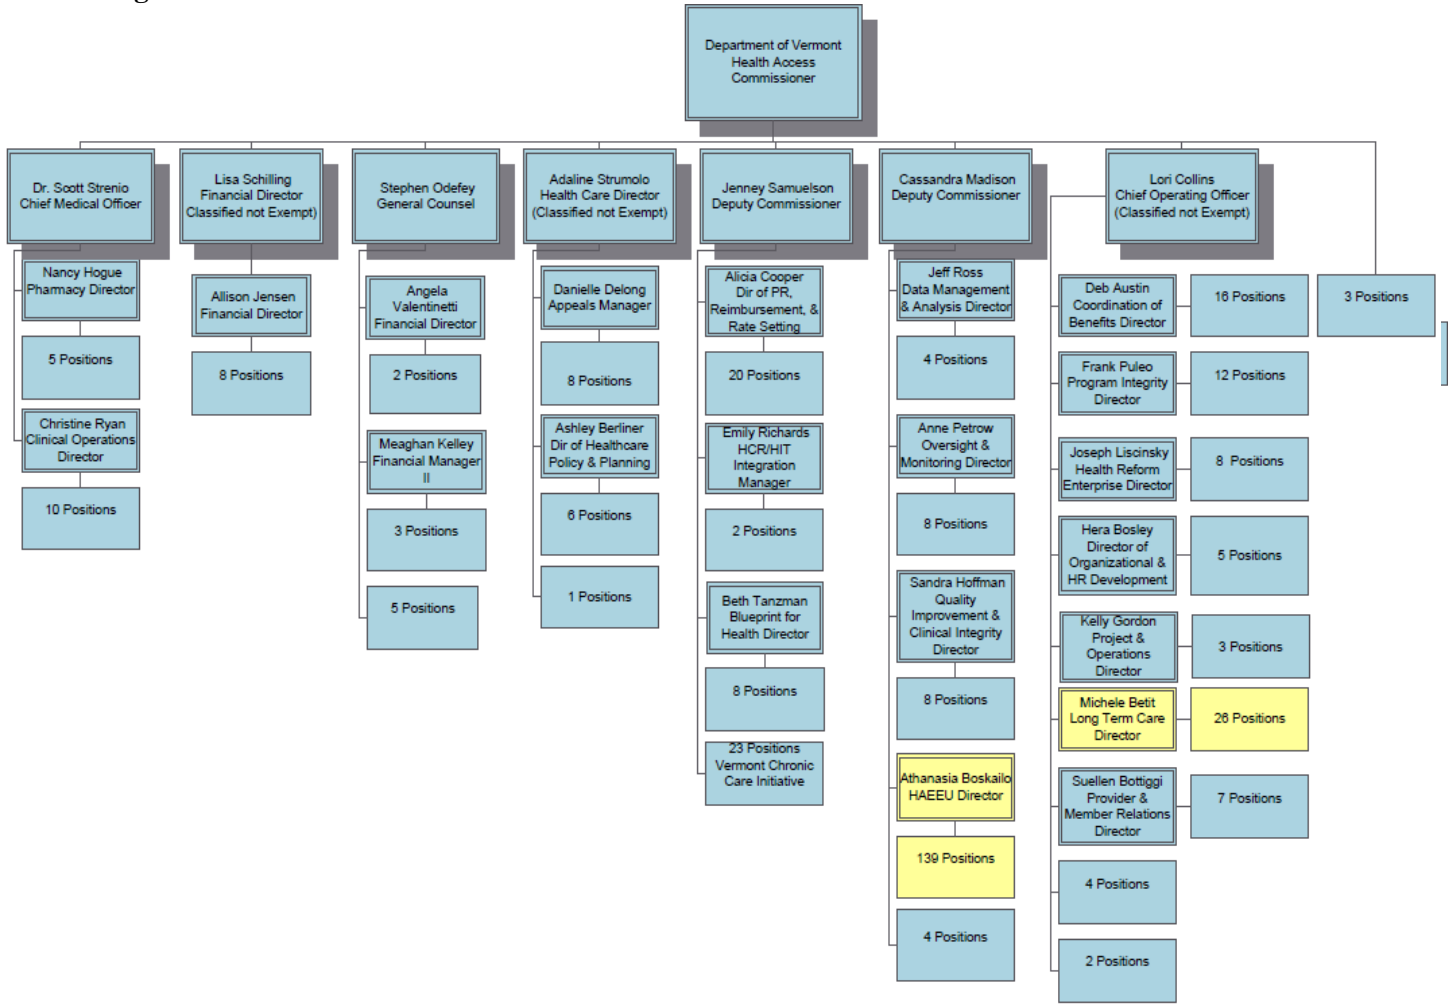 Department of Vermont
Health Access
Commissioner
Dr. Scott Strenio
Chief Medical Officer
Nancy Hogue
Pharmacy Director
5 Positions
Christine Ryan
Clinical Operations
Director
10 Positions
Lisa Schilling
Financial Director
Classified not Exempt)
Allison Jensen
Financial Director
8 Positions
Stephen Odefey
General Counsel
Angela
Valentinetti
Financial Director
2 Positions
Meaghan Kelley
Financial Manager
II
3 Positions
5 Positions
Adaline Strumolo
Health Care Director
(Classified not Exempt)
Danielle Delong
Appeals Manager
8 Positions
Ashley Berliner
Dir of Healthcare
Policy & Planning
6 Positions
1 Positions
Jenney Samuelson
Deputy Commissioner
Alicia Cooper
Dir of PR,
Reimbursement, &
Rate Setting
20 Positions
Emily Richards
HCR/HIT
Integration
Manager
2 Positions
Beth Tanzman
Blueprint for
Health Director
8 Positions
23 Positions
Vermont Chronic
Care Initiative
Cassandra Madison
Deputy Commissioner
Jeff Ross
Data Management
& Analysis Director
4 Positions
Anne Petrow
Oversight &
Monitoring Director
8 Positions
Sandra Hoffman
Quality
Improvement &
Clinical Integrity
Director
8 Positions
Athanasia Boskailo
HAEEU Director
139 Positions
4 Positions
Lori Collins
Chief Operating Officer
(Classified not Exempt)
Deb Austin
Coordination of
Benefits Director
16 Positions
Frank Puleo
Program Integrity
Director
12 Positions
Joseph Liscinsky
Health Reform
Enterprise Director
8 Positions
Hera Bosley
Director of
Organizational &
HR Development
5 Positions
Kelly Gordon
Project &
Operations
Director
3 Positions
Michele Betit
Long Term Care
Director
26 Positions
Suellen Bottiggi
Provider &
Member Relations
Director
7 Positions
4 Positions
2 Positions
3 Positions